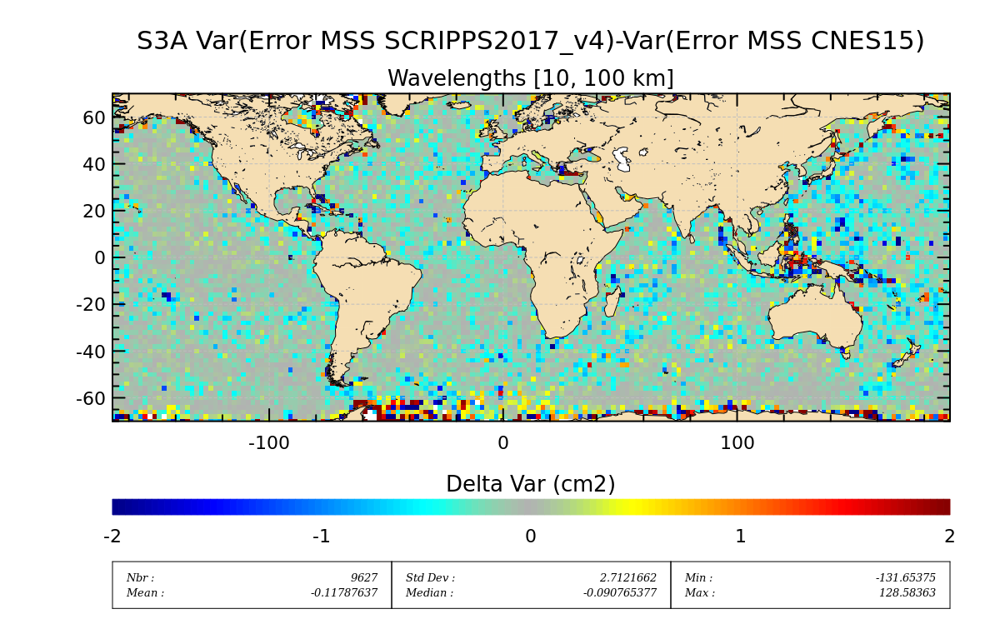 S3A Var(Error MSS SCRIPPS2017_v4)-Var(Error MSS CNES15)
Wavelengths [10, 100 km]
60
40
20
0
-20
-40
-60
-100 0 100
Delta Var (cm2)
-2 -1 0 1 2
Nbr : 9627 Std Dev : 2.7121662 Min : -131.65375
Mean : -0.11787637 Median : -0.090765377 Max : 128.58363